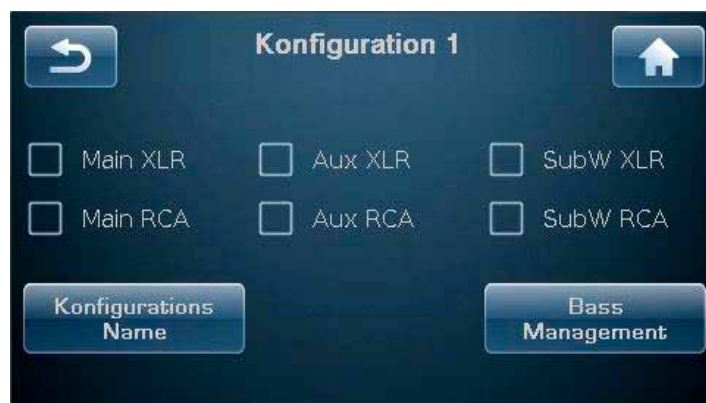 Konfiguration 1
Main XLR
Aux XLR
SubW XLR
Main RCA
Aux RCA
SubW RCA
Konfigurations
Name
Bass
Management